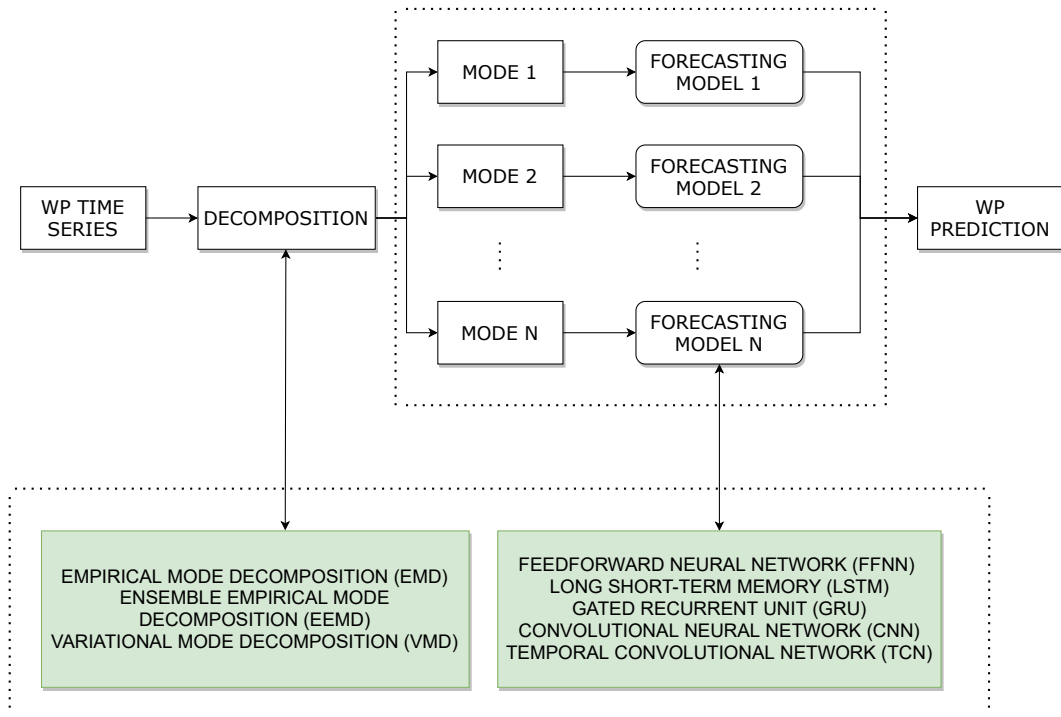 WP TIME
SERIES
DECOMPOSITION
MODE 1
FORECASTING
MODEL 1
MODE 2
FORECASTING
MODEL 2
MODE N
FORECASTING
MODEL N
WP
PREDICTION
EMPIRICAL MODE DECOMPOSITION (EMD)
ENSEMBLE EMPIRICAL MODE
DECOMPOSITION (EEMD)
VARIATIONAL MODE DECOMPOSITION (VMD)
FEEDFORWARD NEURAL NETWORK (FFNN)
LONG SHORT-TERM MEMORY (LSTM)
GATED RECURRENT UNIT (GRU)
CONVOLUTIONAL NEURAL NETWORK (CNN)
TEMPORAL CONVOLUTIONAL NETWORK (TCN)